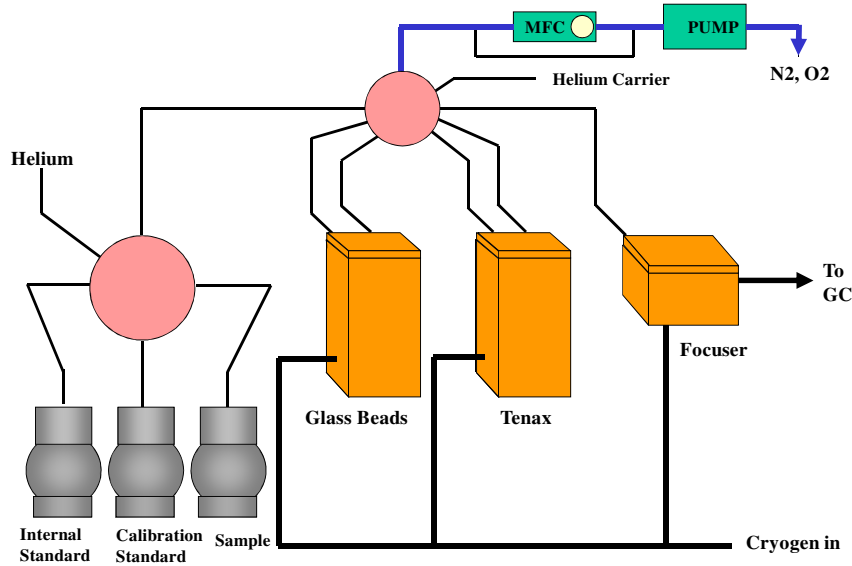 MFC
PUMP
N2, O2
Helium Carrier
Helium
To
GC
Focuser
Glass Beads
Tenax
Internal
Standard
Calibration
Standard
Sample
Cryogen in